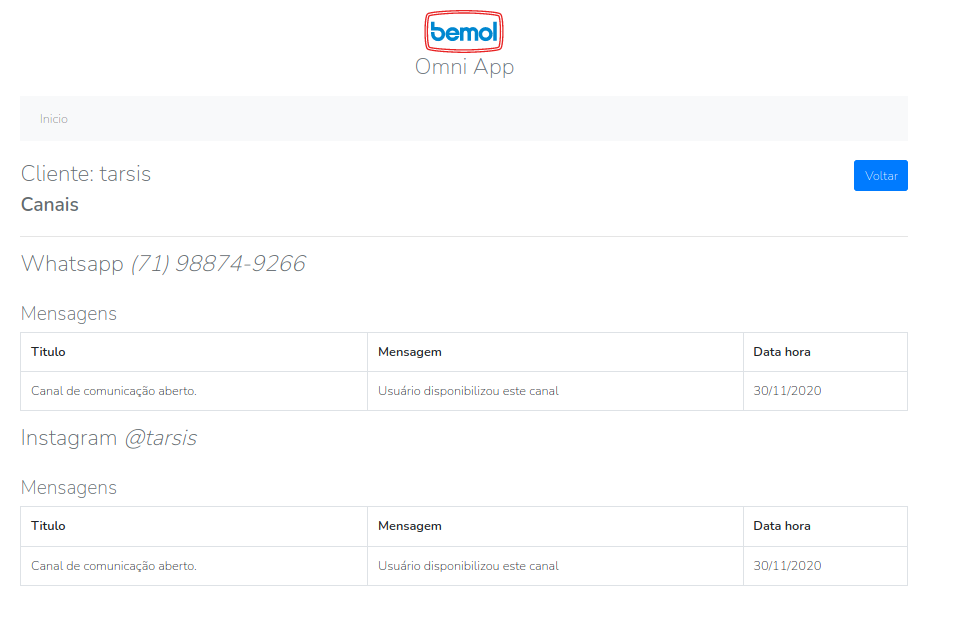 bemol
Omni App
Inicio
Cliente: tarsis
Voltar
Canais
Whatsapp (71) 98874-9266
Mensagens
Titulo Mensagem Data hora
Canal de comunicação aberto. Usuário disponibilizou este canal 30/11/2020
Instagram @tarsis
Mensagens
Titulo Mensagem Data hora
Canal de comunicação aberto. Usuário disponibilizou este canal 30/11/2020